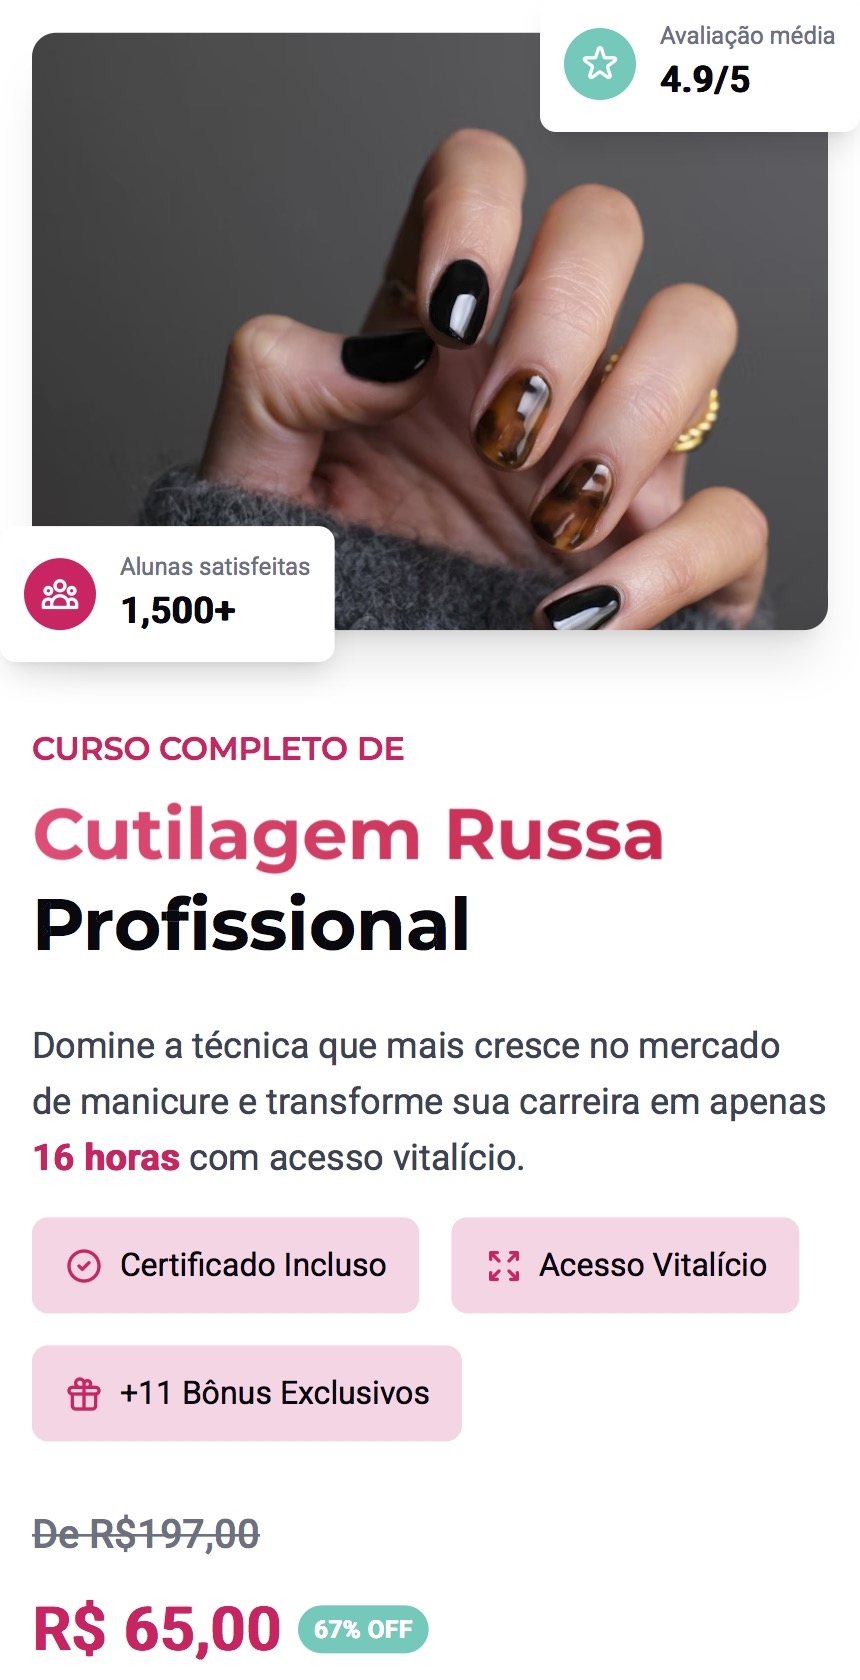 Avaliação média
4.9/5
Alunas satisfeitas
1,500+
CURSO COMPLETO DE
Cutilagem Russa
Profissional
Domine a técnica que mais cresce no mercado
de manicure e transforme sua carreira em apenas
16 horas com acesso vitalício.
Certificado Incluso
Acesso Vitalício
+11 Bônus Exclusivos
De R$197,00
R$ 65,00 67% OFF